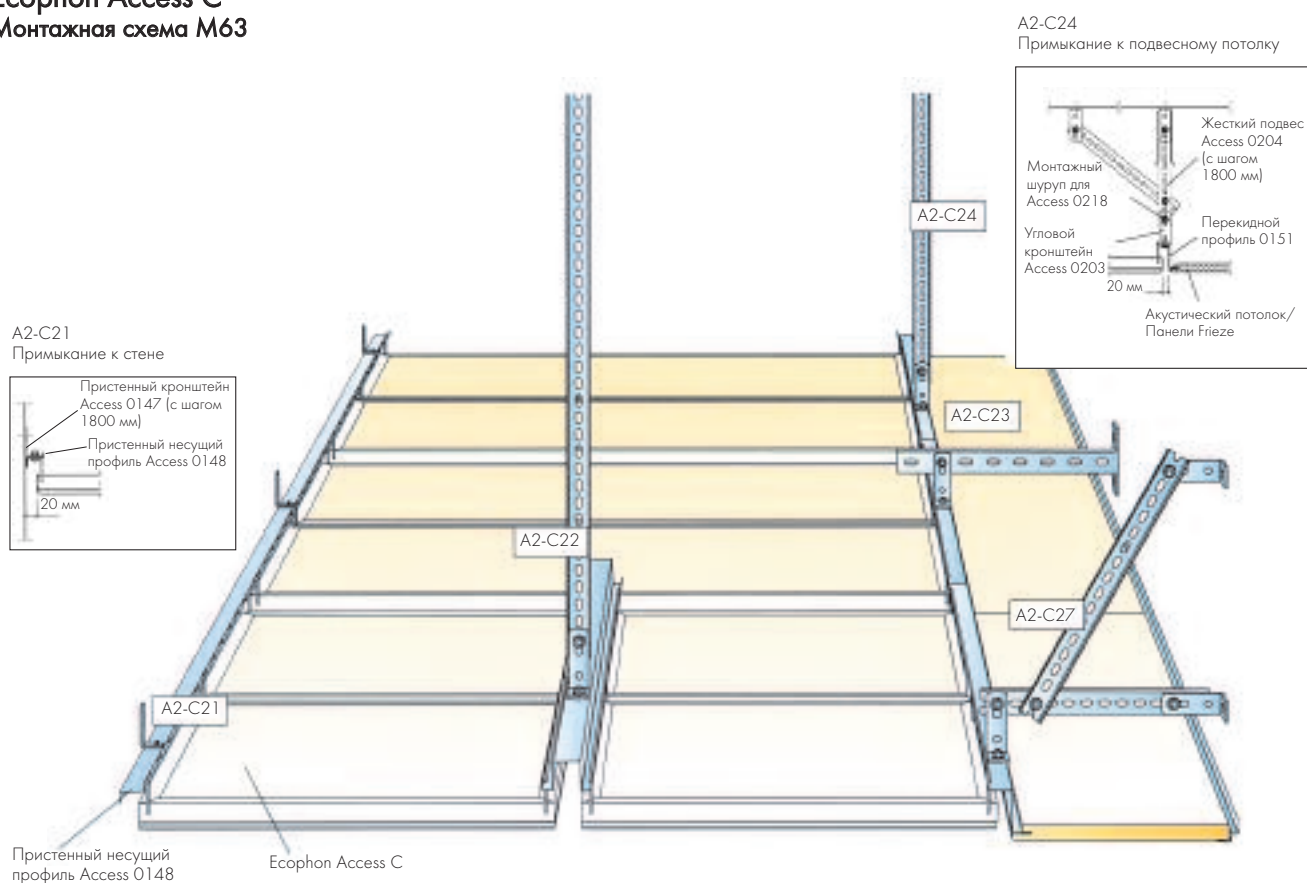 Ecophon Access C
Монтажная схема M63
A2-C24
Примыкание к подвесному потолку
Жесткий подвес
Access 0204
(с шагом
1800 мм)
Монтажный
шуруп для
Access 0218
Угловой
кронштейн
Access 0203
Перекидной
профиль 0151
20 мм
Акустический потолок/
Панели Frieze
A2-C24
A2-C21
Примыкание к стене
Пристенный кронштейн
Access 0147 (с шагом
1800 мм)
Пристенный несущий
профиль Access 0148
20 мм
A2-C23
A2-C22
A2-C27
A2-C21
Пристенный несущий
профиль Access 0148
Ecophon Access C